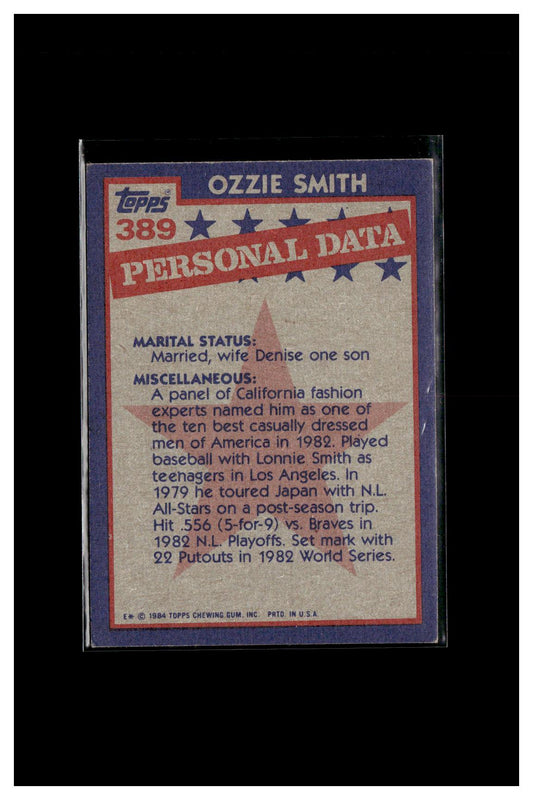 OZZIE SMITH
Topps
389
PERSONAL DATA
MARITAL STATUS:
Married, wife Denise one son
MISCELLANEOUS:
A panel of California fashion
experts named him as one of
the ten best casually dressed
men of America in 1982. Played
baseball with Lonnie Smith as
teenagers in Los Angeles. In
1979 he toured Japan with N.L.
All-Stars on a post-season trip.
Hit .556 (5-for-9) vs. Braves in
1982 N.L. Playoffs. Set mark with
22 Putouts in 1982 World Series.
E* © 1984 TOPPS CHEWING GUM, INC. PRTD. IN U.S.A.